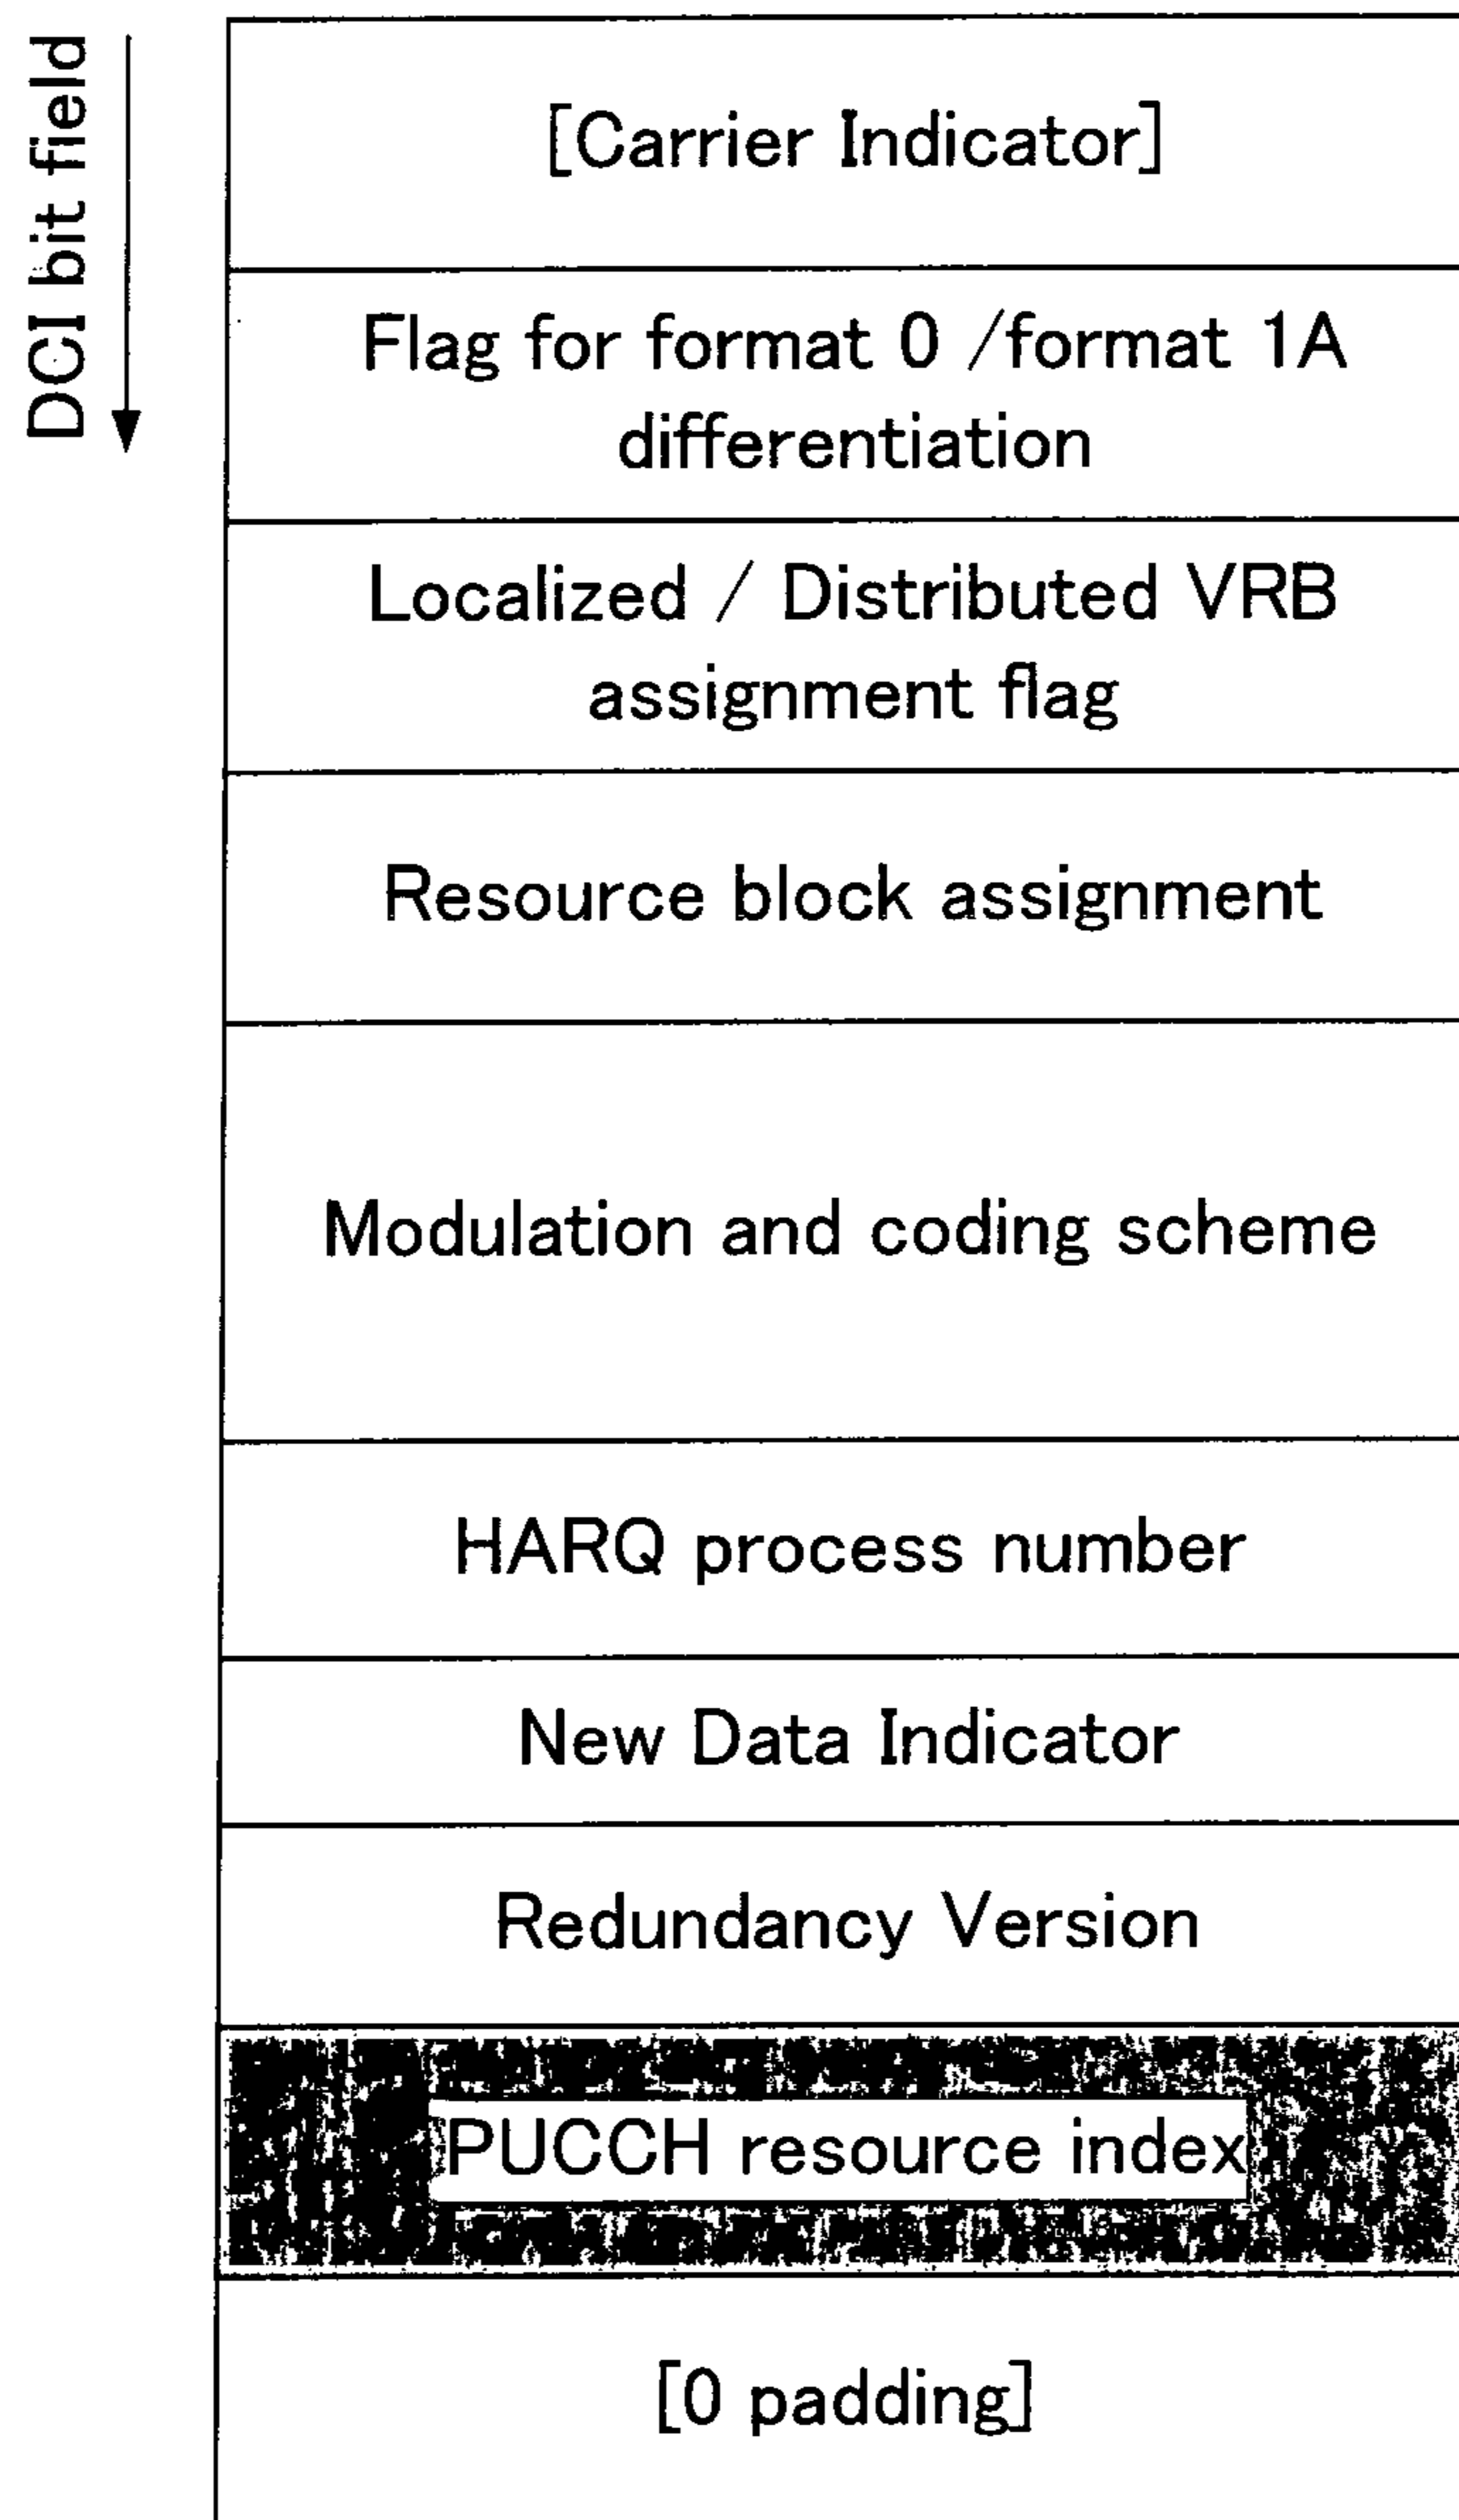 DCI bit field
[Carrier Indicator]
Flag for format 0 /format 1A
differentiation
Localized / Distributed VRB
assignment flag
Resource block assignment
Modulation and coding scheme
HARQ process number
New Data Indicator
Redundancy Version
PUCCH resource index
[0 padding]